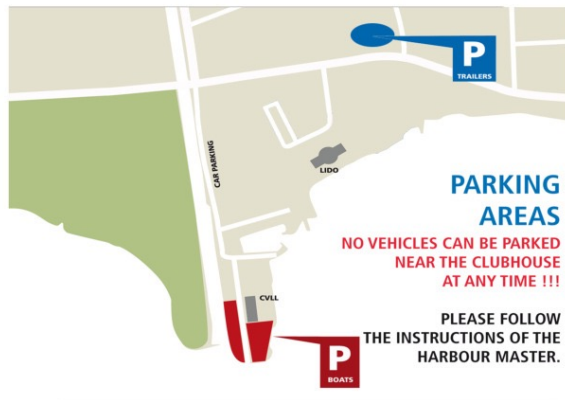 P
TRAILERS
CAR PARKING
LIDO
PARKING
AREAS
NO VEHICLES CAN BE PARKED
NEAR THE CLUBHOUSE
AT ANY TIME !!!
CVLL
PLEASE FOLLOW
THE INSTRUCTIONS OF THE
HARBOUR MASTER.
P
BOATS